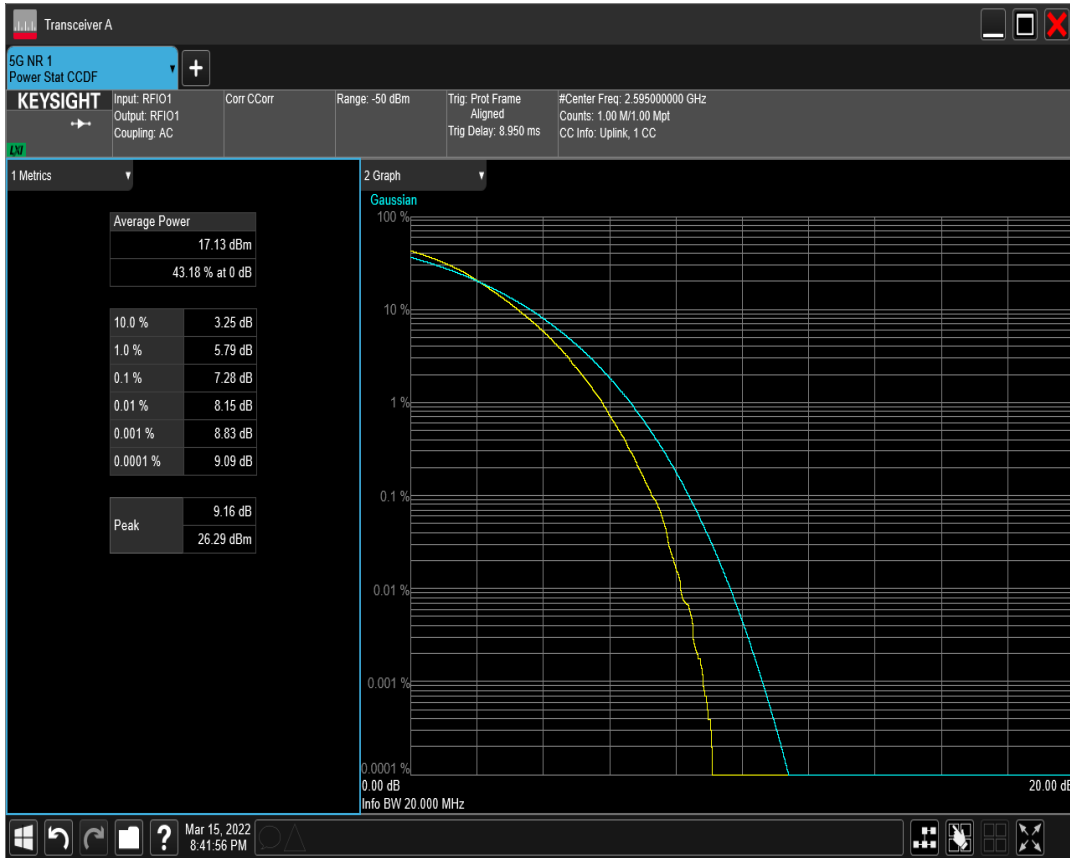 Transceiver A
5G NR 1
Power Stat CCDF
KEYSIGHT
LXI
Input: RFIO1
Output: RFIO1
Coupling: AC
Corr CCorr
Range: -50 dBm
Trig: Prot Frame
Aligned
Trig Delay: 8.950 ms
#Center Freq: 2.595000000 GHz
Counts: 1.00 M/1.00 Mpt
CC Info: Uplink, 1 CC
1 Metrics
Average Power
17.13 dBm
43.18 % at 0 dB
10.0 % 3.25 dB
1.0 % 5.79 dB
0.1 % 7.28 dB
0.01 % 8.15 dB
0.001 % 8.83 dB
0.0001 % 9.09 dB
Peak
9.16 dB
26.29 dBm
2 Graph
Gaussian
100 %
10 %
1 %
0.1 %
0.01 %
0.001 %
0.0001 %
0.00 dB 20.00 dB
Info BW 20.000 MHz
?
Mar 15, 2022
8:41:56 PM